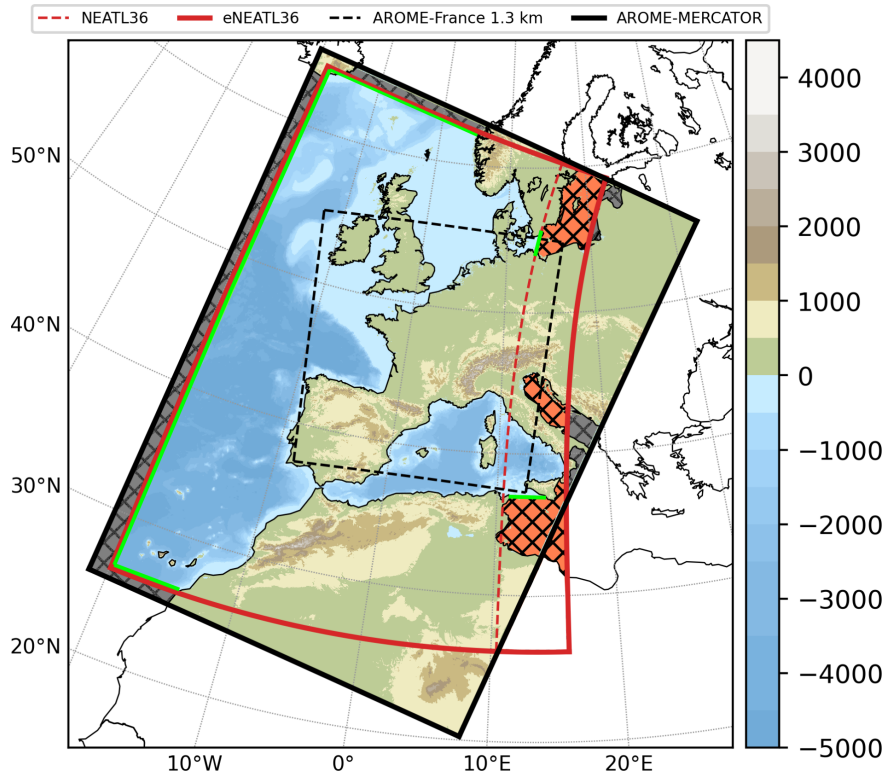 NEATL36 eNEATL36 AROME-France 1.3 km AROME-MERCATOR
50°N
40°N
30°N
20°N
10°W 0° 10°E 20°E
4000
3000
2000
1000
0
−1000
−2000
−3000
−4000
−5000